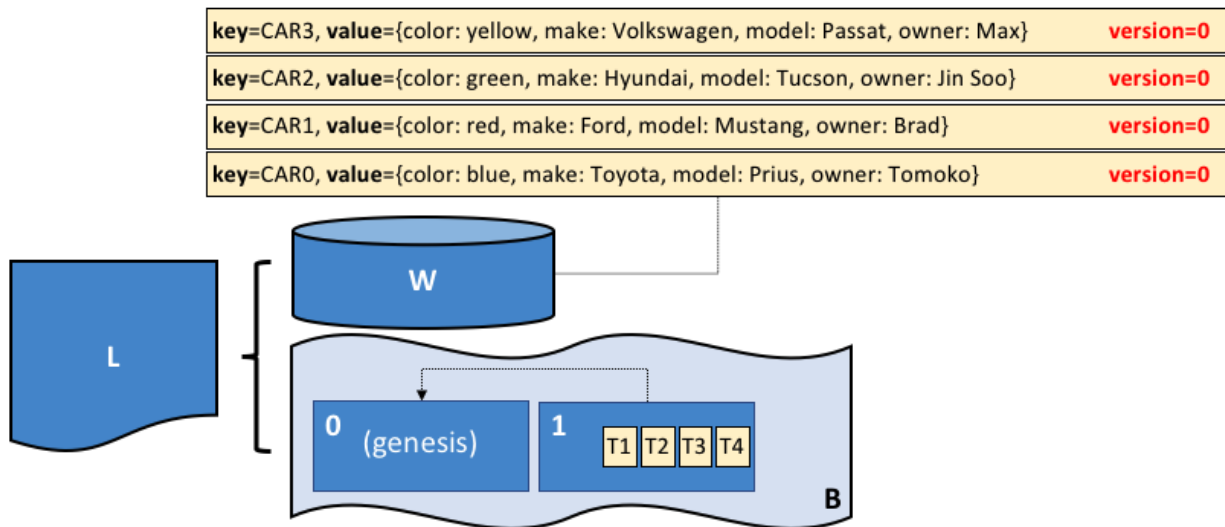 key=CAR3, value={color: yellow, make: Volkswagen, model: Passat, owner: Max} version=0
key=CAR2, value={color: green, make: Hyundai, model: Tucson, owner: Jin Soo} version=0
key=CAR1, value={color: red, make: Ford, model: Mustang, owner: Brad} version=0
key=CAR0, value={color: blue, make: Toyota, model: Prius, owner: Tomoko} version=0
W
L
0
(genesis)
1
T1 T2 T3 T4
B